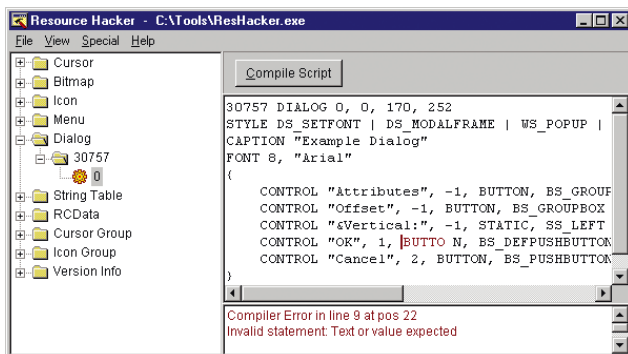 Resource Hacker - C:\Tools\ResHacker.exe
File View Special Help
Cursor
Bitmap
Icon
Menu
Dialog
30757
0
String Table
RCData
Cursor Group
Icon Group
Version Info
Compile Script
30757 DIALOG 0, 0, 170, 252
STYLE DS_SETFONT | DS_MODALFRAME | WS_POPUP |
CAPTION "Example Dialog"
FONT 8, "Arial"
{
CONTROL "Attributes", -1, BUTTON, BS_GROUP
CONTROL "Offset", -1, BUTTON, BS_GROUPBOX
CONTROL "&Vertical:", -1, STATIC, SS_LEFT
CONTROL "OK", 1, BUTTO N, BS_DEFPUSHBUTTON
CONTROL "Cancel", 2, BUTTON, BS_PUSHBUTTON
}
Compiler Error in line 9 at pos 22
Invalid statement: Text or value expected